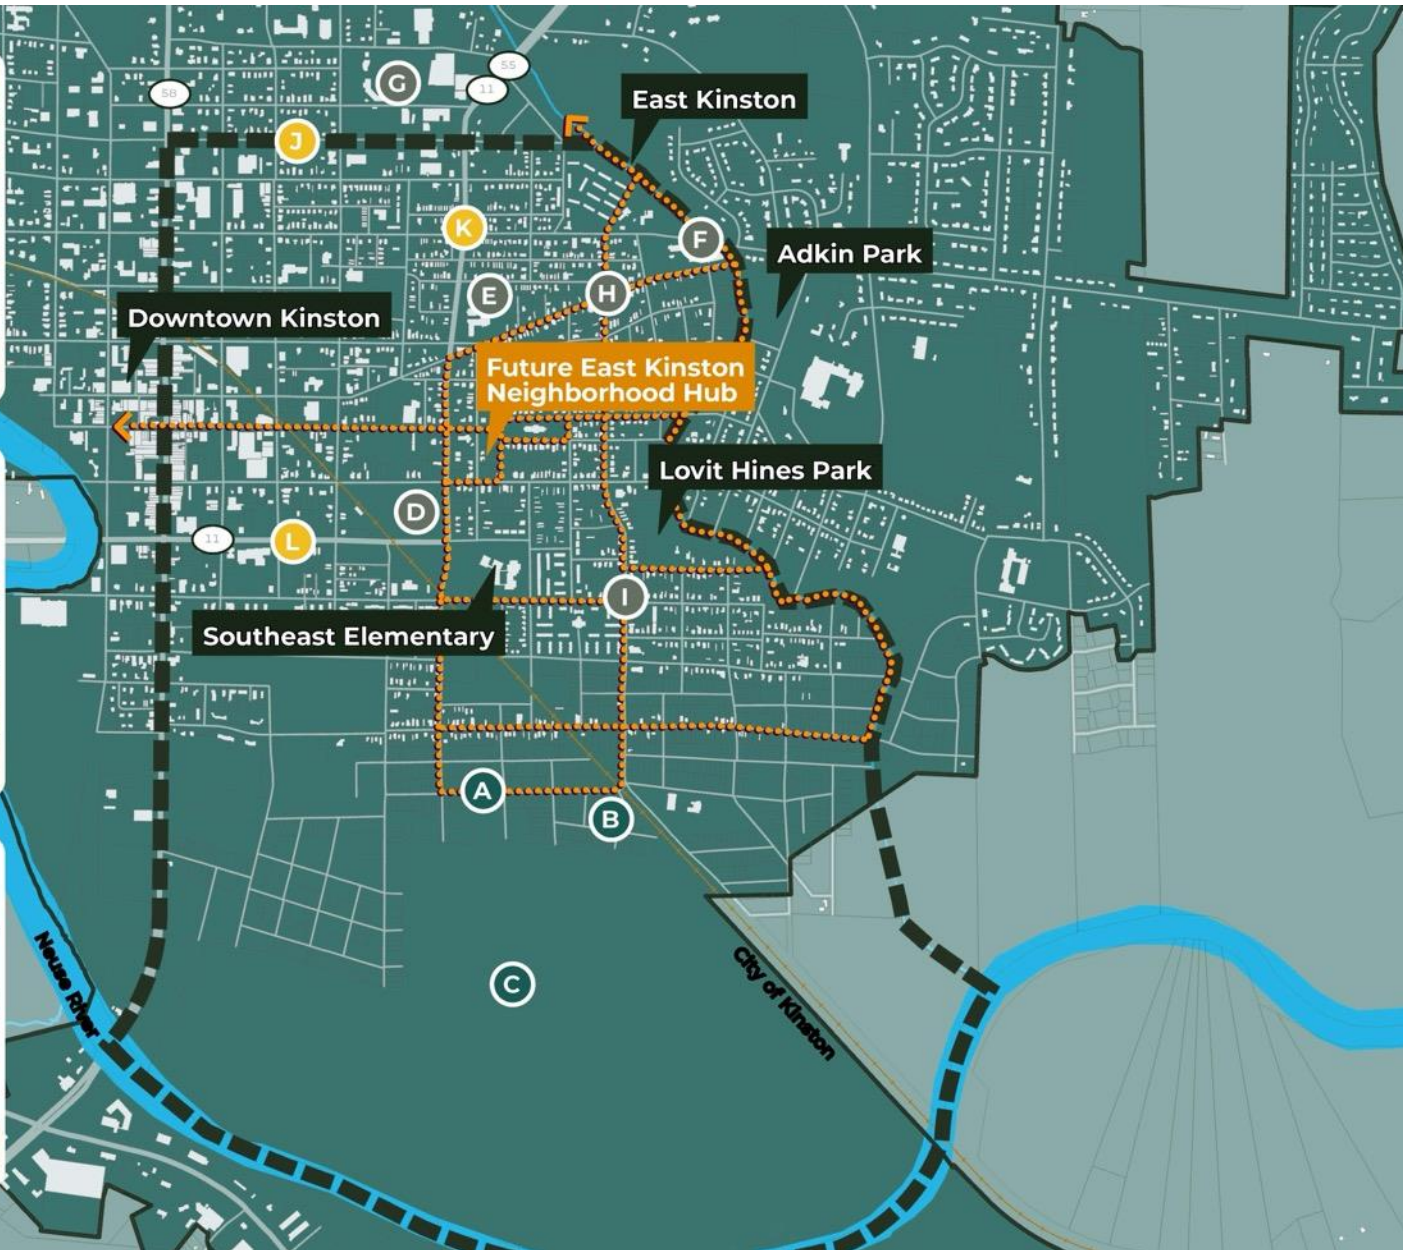 55
G
11
58
East Kinston
J
K
F
Adkin Park
E
H
Downtown Kinston
Future East Kinston
Neighborhood Hub
Lovit Hines Park
D
11
L
I
Southeast Elementary
A
B
C
Neuse River
City of Kinston